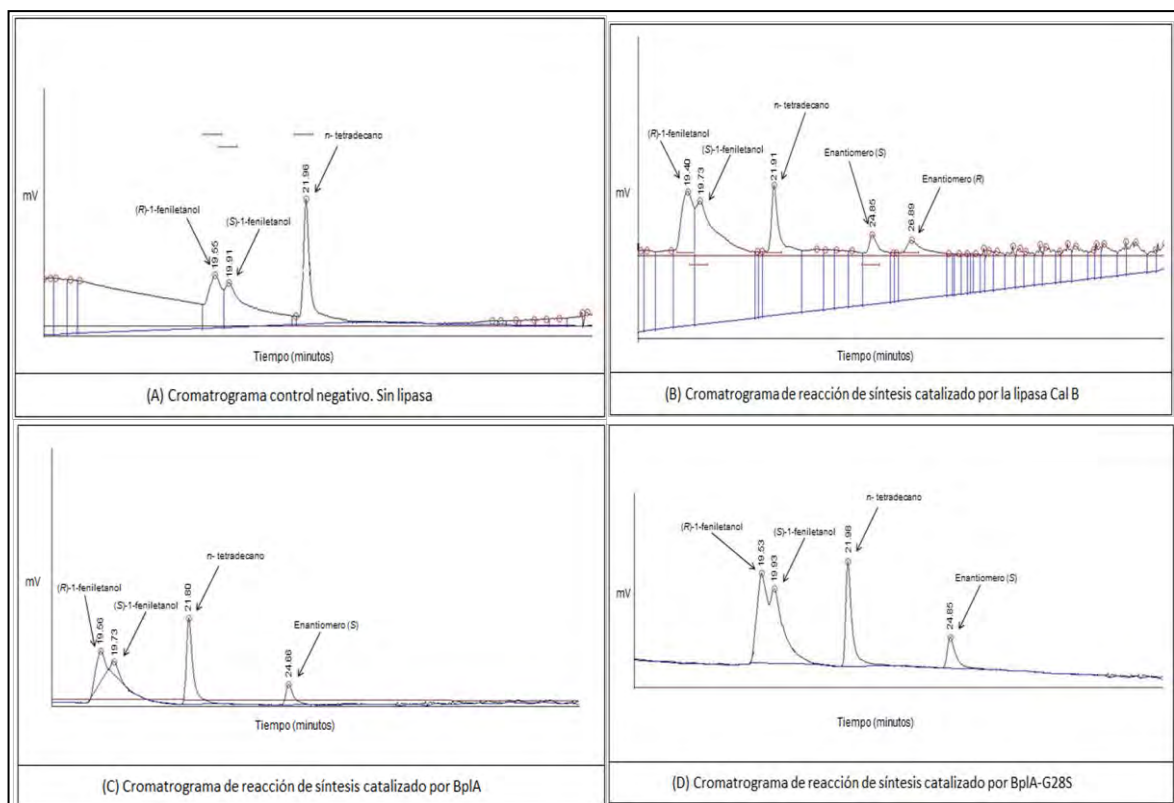 n- tetradecano
21.96
(R)-1-feniletanol
(S)-1-feniletanol
19.55
19.91
mV
Tiempo (minutos)
(A) Cromatrograma control negativo. Sin lipasa
n- tetradecano
(R)-1-feniletanol
(S)-1-feniletanol
19.40
19.73
21.91
Enantiomero (S)
24.85
Enantiomero (R)
26.89
mV
Tiempo (minutos)
(B) Cromatrograma de reacción de síntesis catalizado por la lipasa Cal B
n- tetradecano
(R)-1-feniletanol
(S)-1-feniletanol
19.56
19.73
21.80
Enantiomero (S)
24.66
mV
Tiempo (minutos)
(C) Cromatrograma de reacción de síntesis catalizado por BplA
n- tetradecano
(R)-1-feniletanol
(S)-1-feniletanol
19.53
19.93
21.98
Enantiomero (S)
24.85
mV
Tiempo (minutos)
(D) Cromatrograma de reacción de síntesis catalizado por BplA-G28S